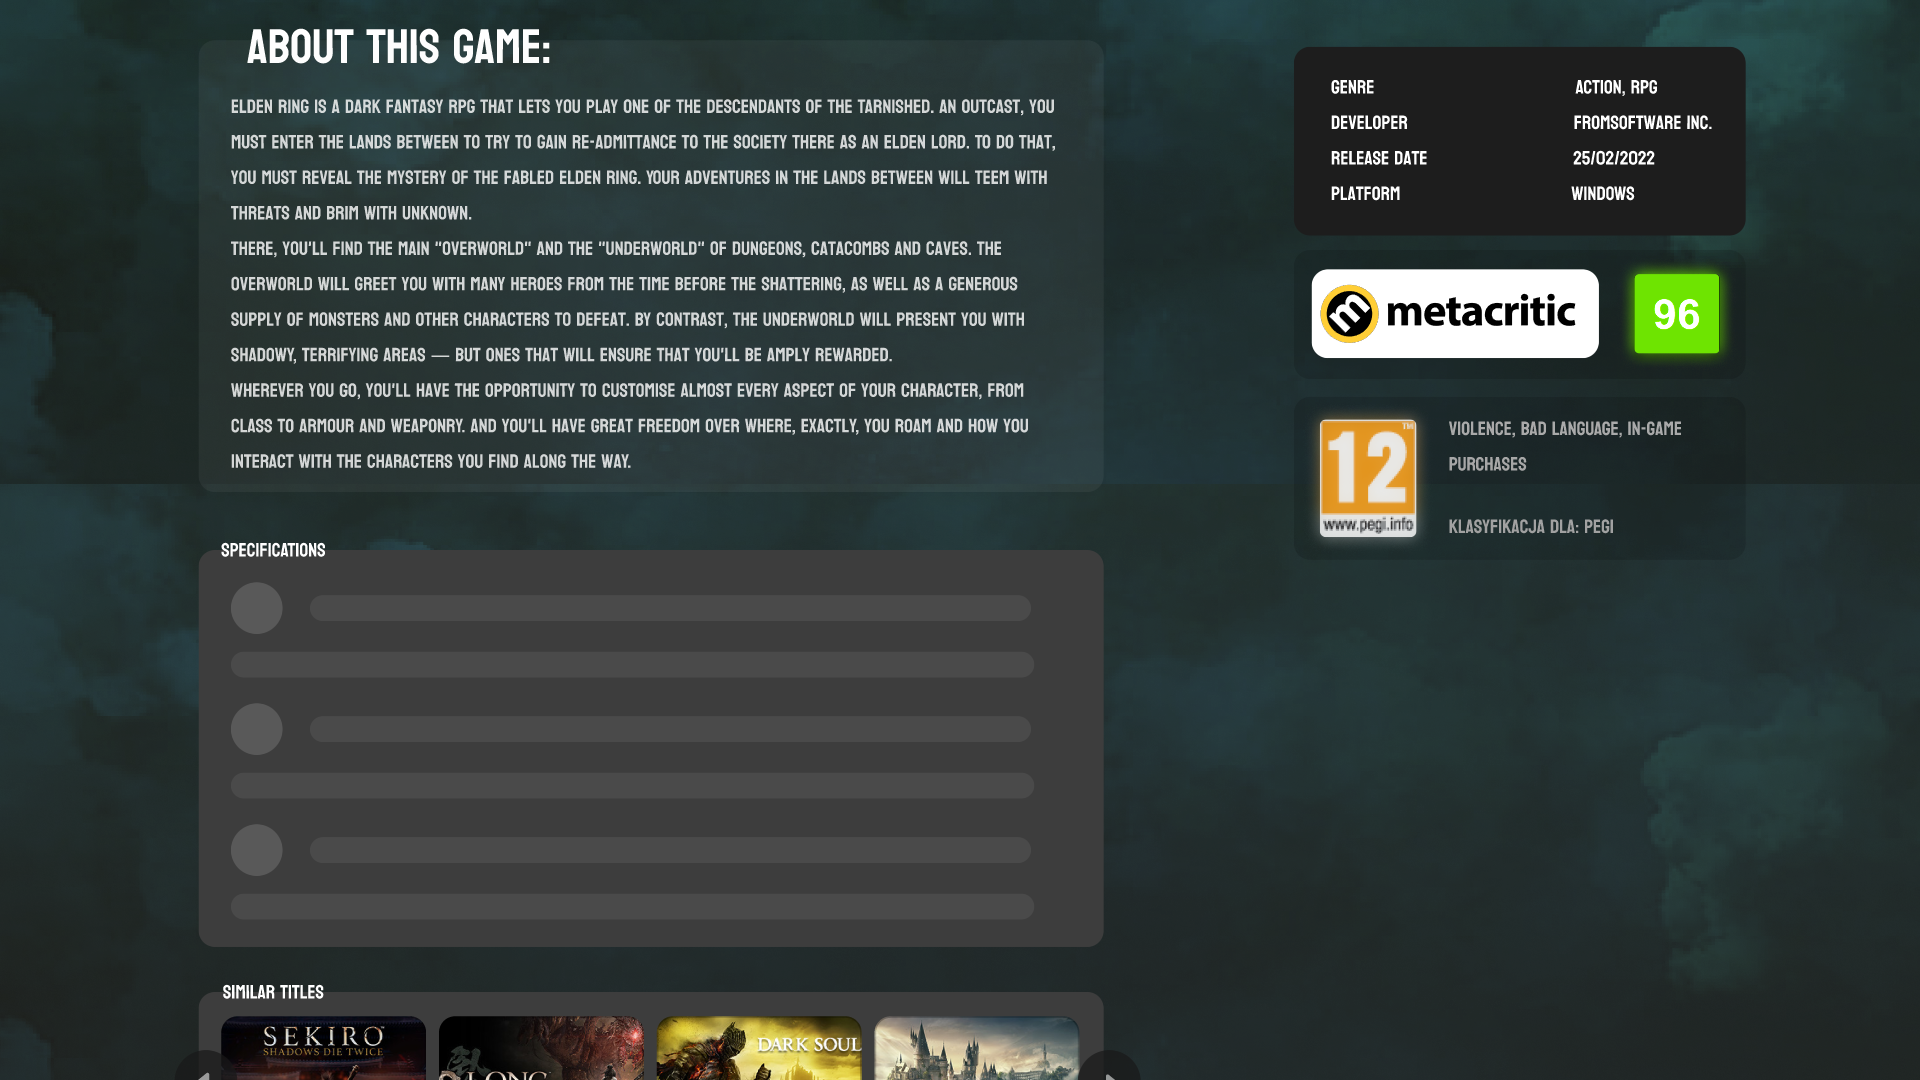 ABOUT THIS GAME:
ELDEN RING IS A DARK FANTASY RPG THAT LETS YOU PLAY ONE OF THE DESCENDANTS OF THE TARNISHED. AN OUTCAST, YOU
MUST ENTER THE LANDS BETWEEN TO TRY TO GAIN RE-ADMITTANCE TO THE SOCIETY THERE AS AN ELDEN LORD. TO DO THAT,
YOU MUST REVEAL THE MYSTERY OF THE FABLED ELDEN RING. YOUR ADVENTURES IN THE LANDS BETWEEN WILL TEEM WITH
THREATS AND BRIM WITH UNKNOWN.
THERE, YOU'LL FIND THE MAIN "OVERWORLD" AND THE "UNDERWORLD" OF DUNGEONS, CATACOMBS AND CAVES. THE
OVERWORLD WILL GREET YOU WITH MANY HEROES FROM THE TIME BEFORE THE SHATTERING, AS WELL AS A GENEROUS
SUPPLY OF MONSTERS AND OTHER CHARACTERS TO DEFEAT. BY CONTRAST, THE UNDERWORLD WILL PRESENT YOU WITH
SHADOWY, TERRIFYING AREAS — BUT ONES THAT WILL ENSURE THAT YOU'LL BE AMPLY REWARDED.
WHEREVER YOU GO, YOU'LL HAVE THE OPPORTUNITY TO CUSTOMISE ALMOST EVERY ASPECT OF YOUR CHARACTER, FROM
CLASS TO ARMOUR AND WEAPONRY. AND YOU'LL HAVE GREAT FREEDOM OVER WHERE, EXACTLY, YOU ROAM AND HOW YOU
INTERACT WITH THE CHARACTERS YOU FIND ALONG THE WAY.
GENRE ACTION, RPG
DEVELOPER FROMSOFTWARE INC.
RELEASE DATE 25/02/2022
PLATFORM WINDOWS
metacritic 96
12 ™
www.pegi.info
VIOLENCE, BAD LANGUAGE, IN-GAME
PURCHASES
KLASYFIKACJA DLA: PEGI
SPECIFICATIONS
SIMILAR TITLES
SEKIRO
SHADOWS DIE TWICE
DARK SOUL